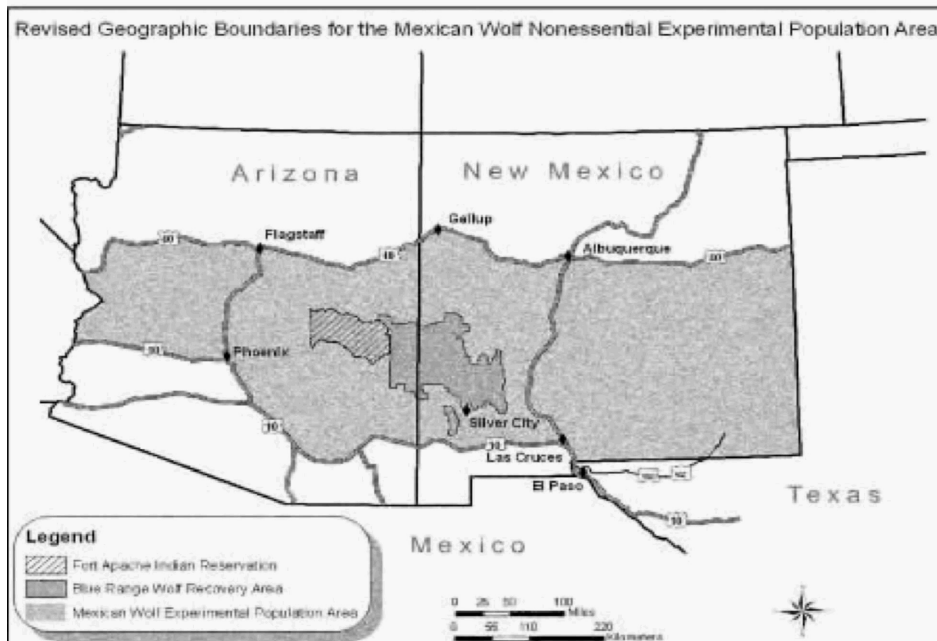 Revised Geographic Boundaries for the Mexican Wolf Nonessential Experimental Population Area
Arizona
New Mexico
Gallup
Flagstaff
Albuquerque
40
40
40
10
Phoenix
Silver City
10
Las Cruces
El Paso
Texas
10
Mexico
Legend
Fort Apache Indian Reservation
Blue Range Wolf Recovery Area
Mexican Wolf Experimental Population Area
0 25 50 100
Miles
0 55 110 220
Kilometers